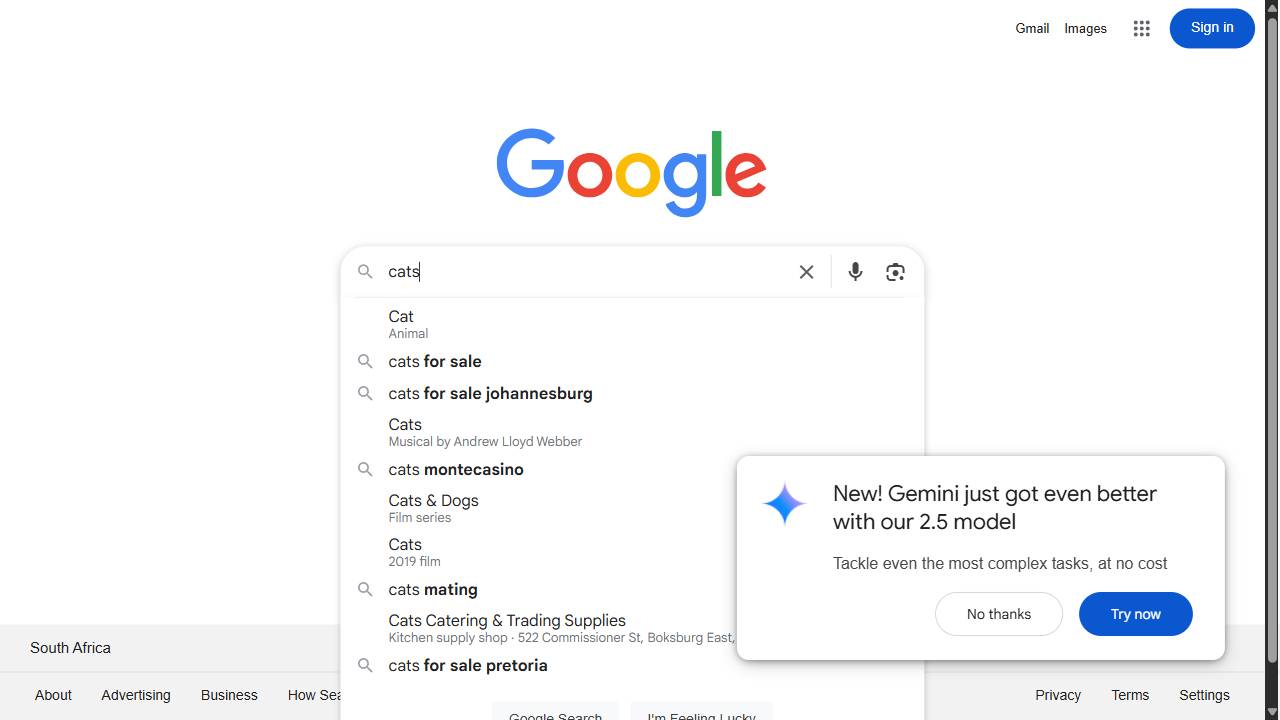 Gmail Images Sign in
Google
cats
Cat
Animal
cats for sale
cats for sale johannesburg
Cats
Musical by Andrew Lloyd Webber
cats montecasino
Cats & Dogs
Film series
Cats
2019 film
cats mating
Cats Catering & Trading Supplies
Kitchen supply shop · 522 Commissioner St, Boksburg East,
cats for sale pretoria
Google Search I'm Feeling Lucky
New! Gemini just got even better
with our 2.5 model
Tackle even the most complex tasks, at no cost
No thanks Try now
South Africa
About Advertising Business How Sea
Privacy Terms Settings